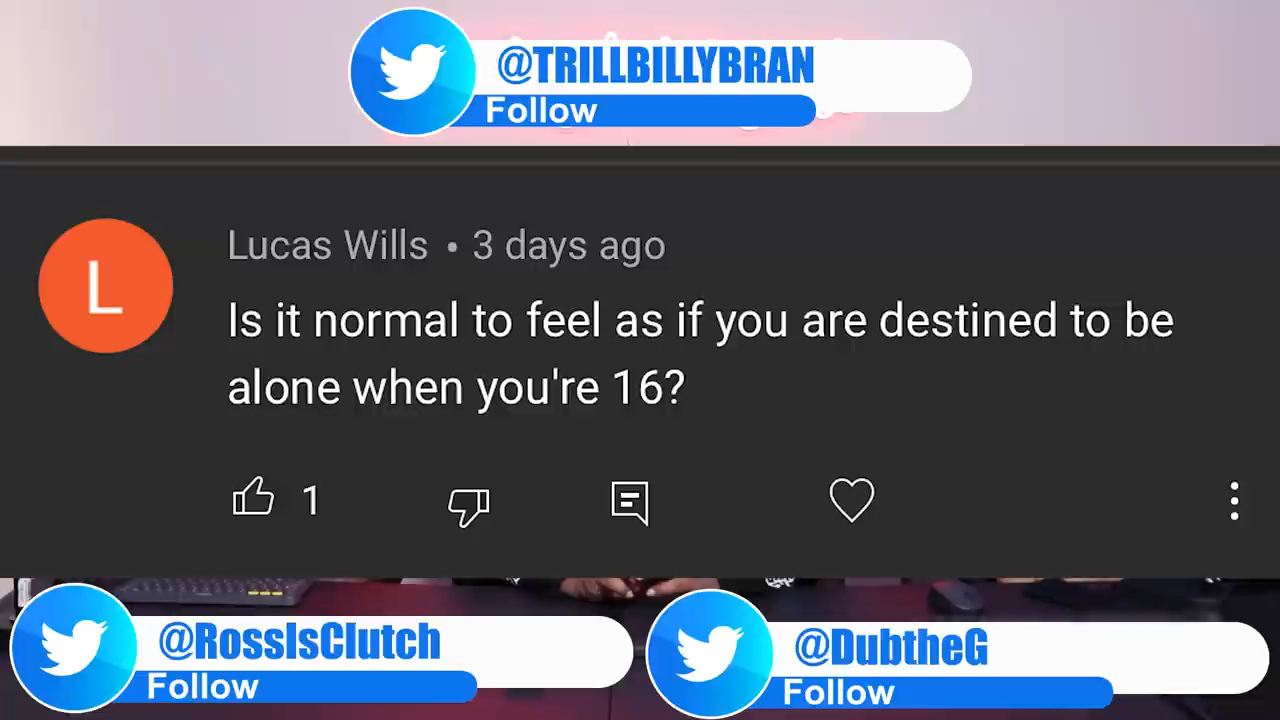 @TRILLBILLYBRAN
Follow
L
Lucas Wills • 3 days ago
Is it normal to feel as if you are destined to be
alone when you're 16?
1
@RossIsClutch
Follow
@DubtheG
Follow